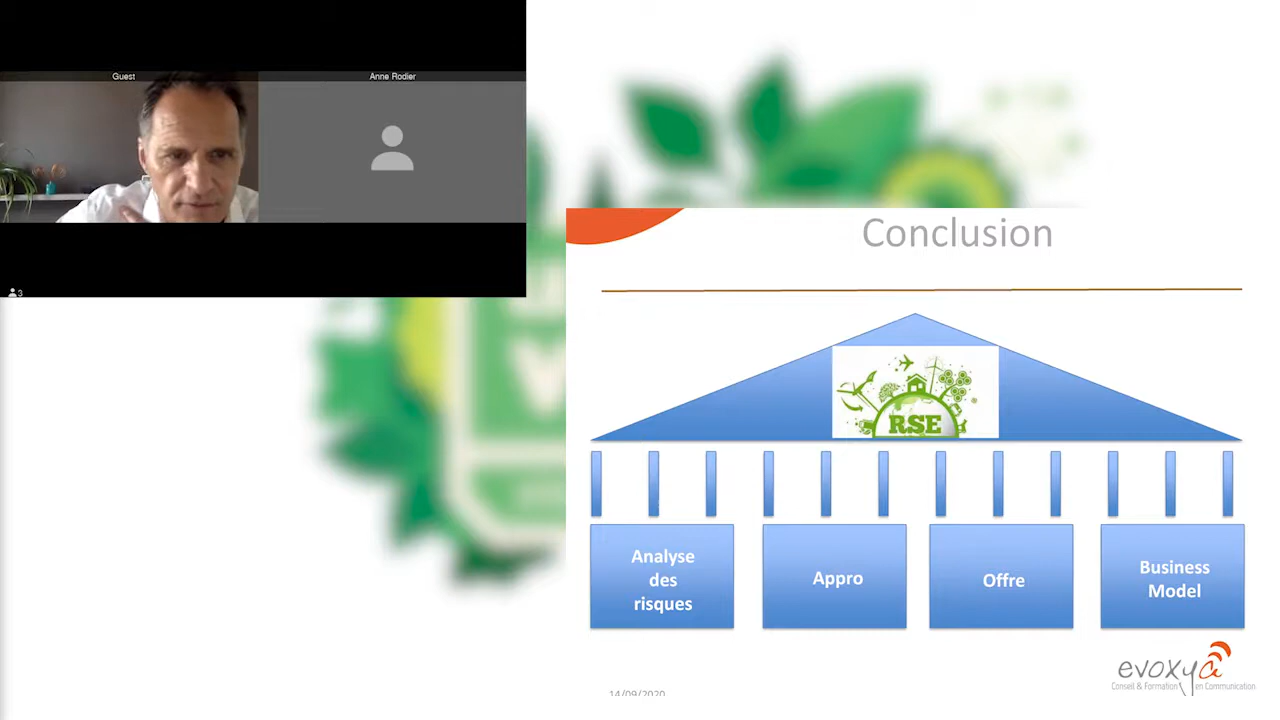 Guest
Anne Rodier
3
Conclusion
RSE
Analyse
des
risques
Appro
Offre
Business
Model
evoxya
Conseil & Formation en Communication
14/09/2020